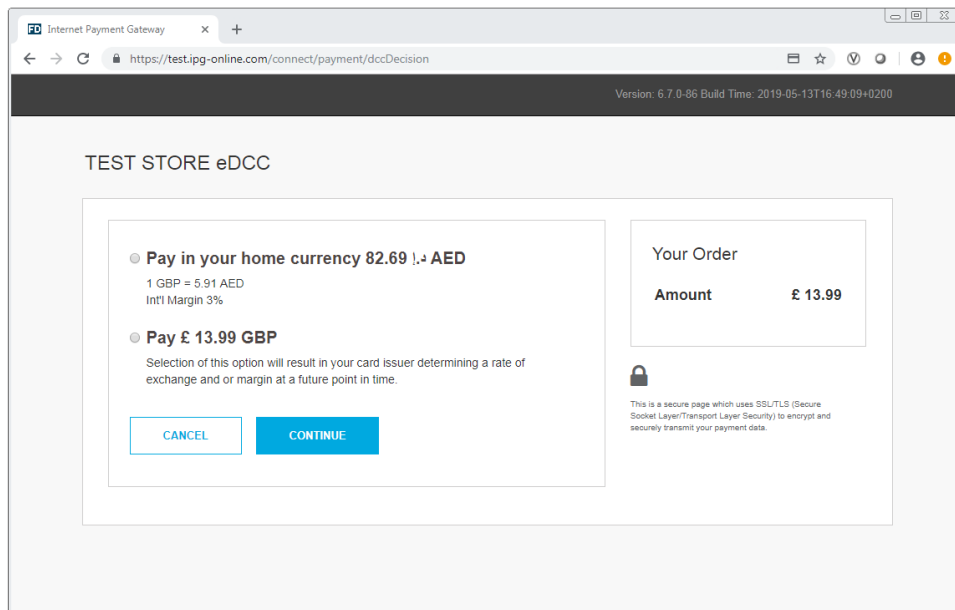 FD Internet Payment Gateway
https://test.ipg-online.com/connect/payment/dccDecision
Version: 6.7.0-86 Build Time: 2019-05-13T16:49:09+0200
TEST STORE eDCC
Pay in your home currency 82.69 د.إ AED
1 GBP = 5.91 AED
Int'l Margin 3%
Pay £ 13.99 GBP
Selection of this option will result in your card issuer determining a rate of
exchange and or margin at a future point in time.
CANCEL CONTINUE
Your Order
Amount £ 13.99
This is a secure page which uses SSL/TLS (Secure
Socket Layer/Transport Layer Security) to encrypt and
securely transmit your payment data.